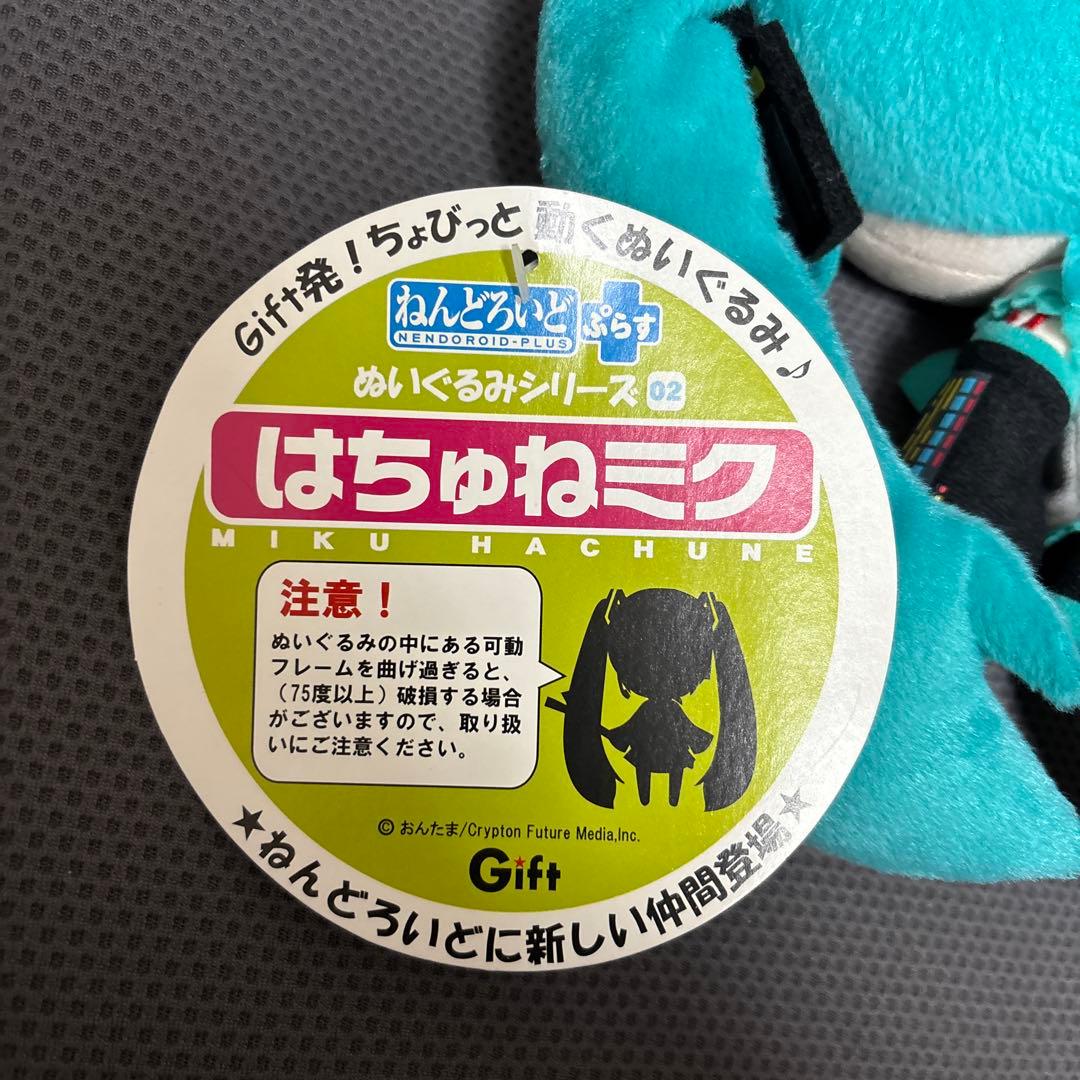 Gift発!ちょびっと動くぬいぐるみ♪
ねんどろいど
ぷらす
NENDOROID-PLUS
ぬいぐるみシリーズ 02
はちゅねミク
MIKU HACHUNE
注意!
ぬいぐるみの中にある可動
フレームを曲げ過ぎると、
(75度以上)破損する場合
がございますので、取り扱
いにご注意ください。
© おんたま/Crypton Future Media,Inc.
Gift
★ねんどろいどに新しい仲間登場★